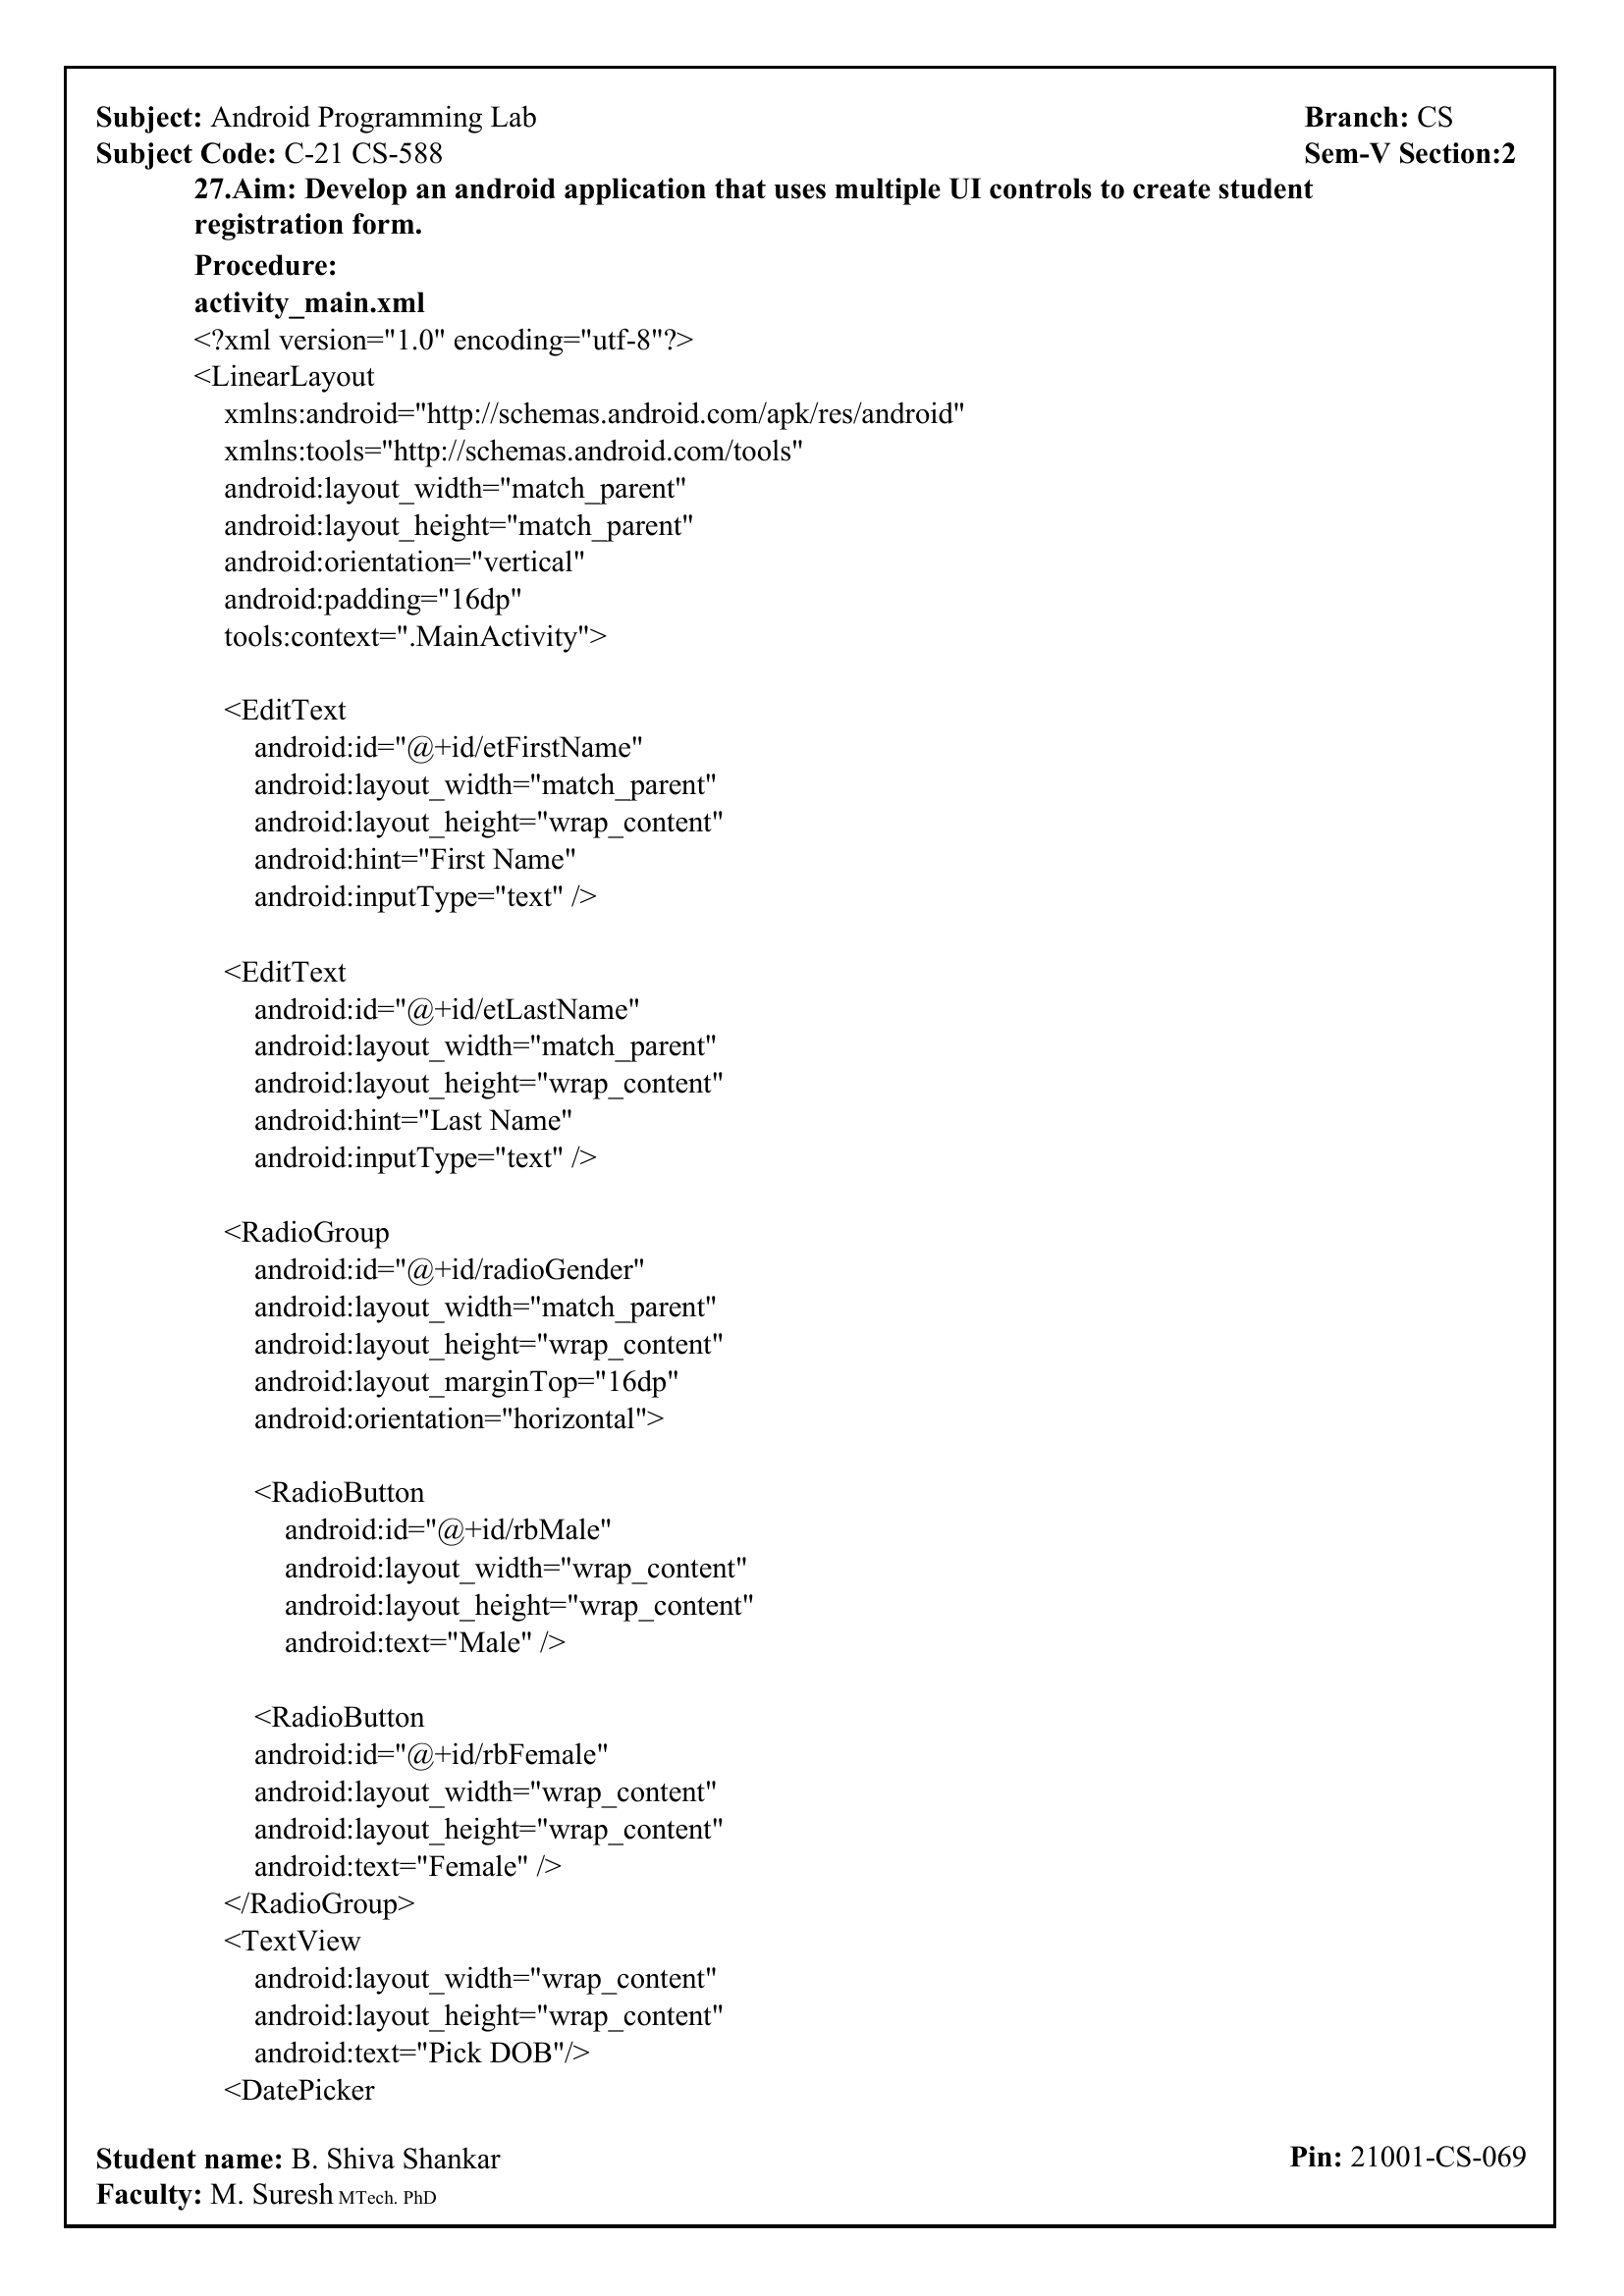 Subject: Android Programming Lab
Branch: CS
Subject Code: C-21 CS-588
Sem-V Section:2
27.Aim: Develop an android application that uses multiple UI controls to create student
registration form.
Procedure:
activity_main.xml
<?xml version="1.0" encoding="utf-8"?>
<LinearLayout
xmlns:android="http://schemas.android.com/apk/res/android"
xmlns:tools="http://schemas.android.com/tools"
android:layout_width="match_parent"
android:layout_height="match_parent"
android:orientation="vertical"
android:padding="16dp"
tools:context=".MainActivity">
<EditText
android:id="@+id/etFirstName"
android:layout_width="match_parent"
android:layout_height="wrap_content"
android:hint="First Name"
android:inputType="text" />
<EditText
android:id="@+id/etLastName"
android:layout_width="match_parent"
android:layout_height="wrap_content"
android:hint="Last Name"
android:inputType="text" />
<RadioGroup
android:id="@+id/radioGender"
android:layout_width="match_parent"
android:layout_height="wrap_content"
android:layout_marginTop="16dp"
android:orientation="horizontal">
<RadioButton
android:id="@+id/rbMale"
android:layout_width="wrap_content"
android:layout_height="wrap_content"
android:text="Male" />
<RadioButton
android:id="@+id/rbFemale"
android:layout_width="wrap_content"
android:layout_height="wrap_content"
android:text="Female" />
</RadioGroup>
<TextView
android:layout_width="wrap_content"
android:layout_height="wrap_content"
android:text="Pick DOB"/>
<DatePicker
Student name: B. Shiva Shankar
Pin: 21001-CS-069
Faculty: M. Suresh MTech. PhD